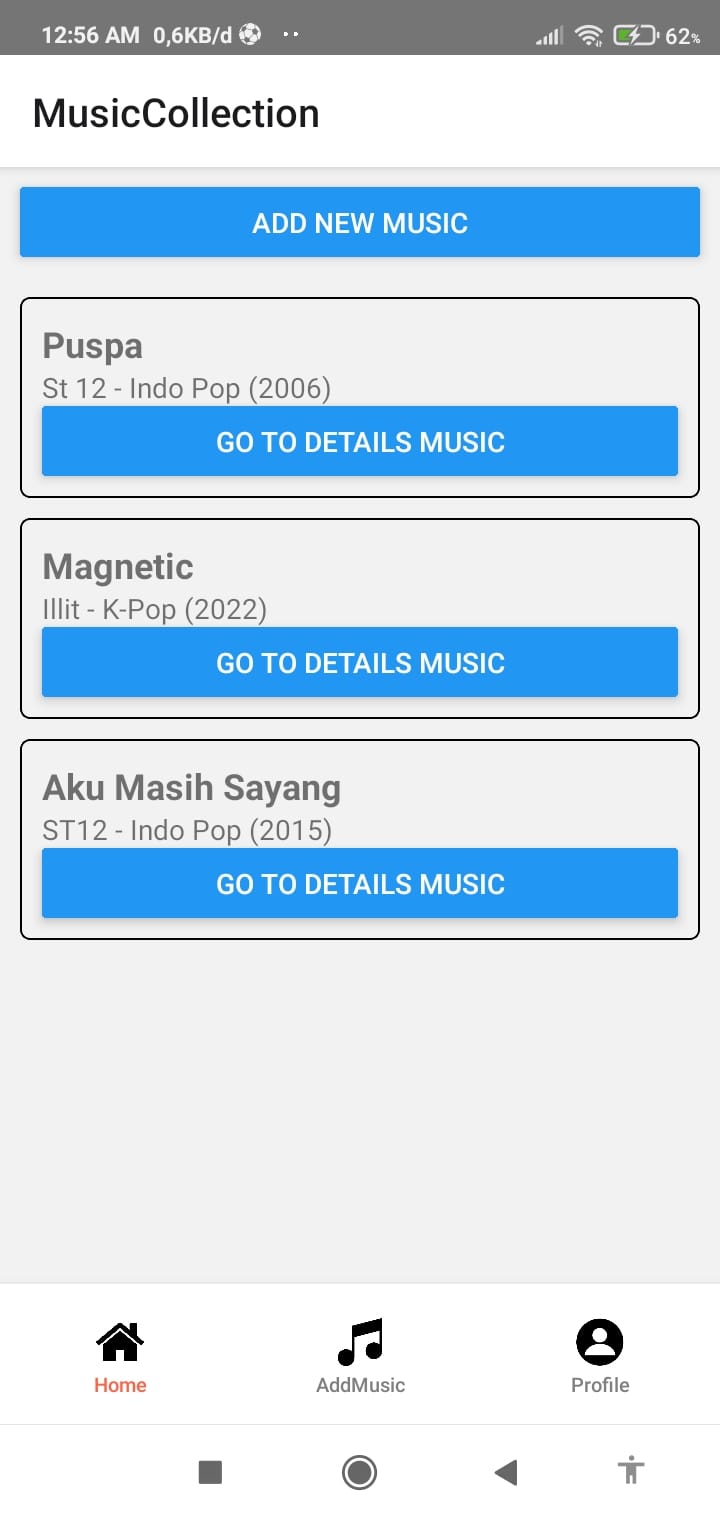 12:56 AM 0,6KB/d 62%
MusicCollection
ADD NEW MUSIC
Puspa
St 12 - Indo Pop (2006)
GO TO DETAILS MUSIC
Magnetic
Illit - K-Pop (2022)
GO TO DETAILS MUSIC
Aku Masih Sayang
ST12 - Indo Pop (2015)
GO TO DETAILS MUSIC
Home AddMusic Profile